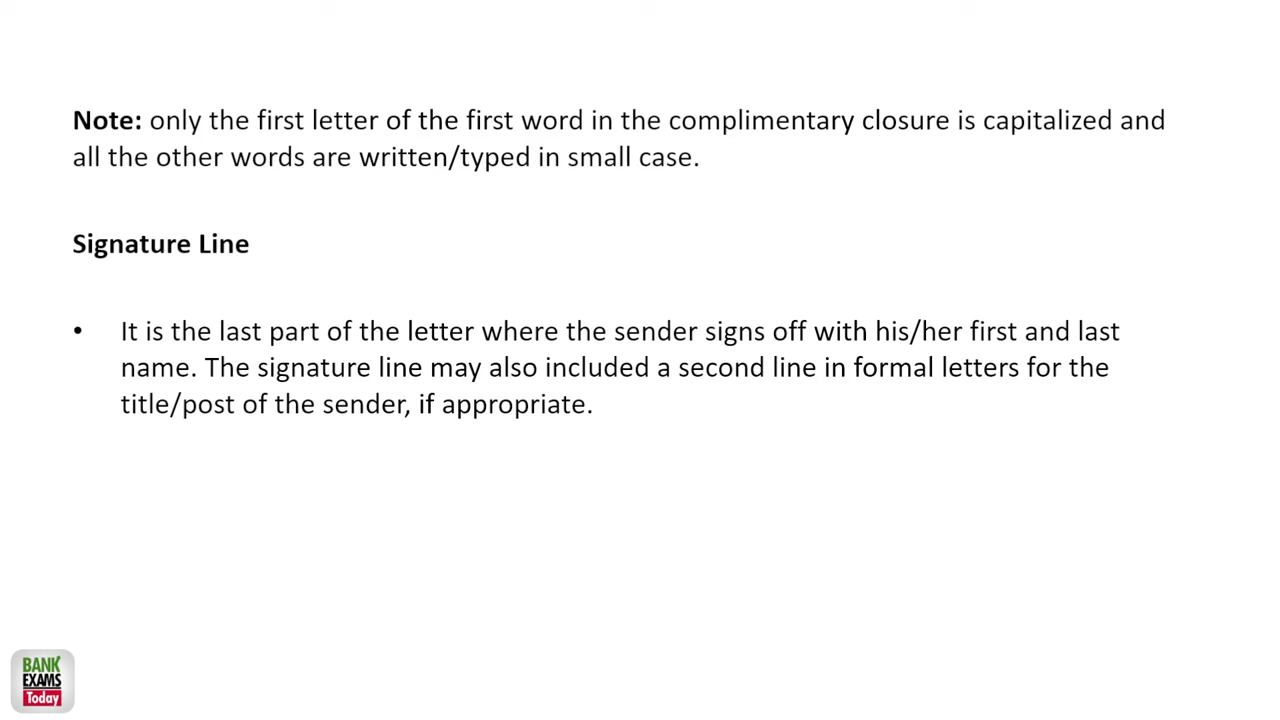 Note: only the first letter of the first word in the complimentary closure is capitalized and
all the other words are written/typed in small case.
Signature Line
• It is the last part of the letter where the sender signs off with his/her first and last
name. The signature line may also included a second line in formal letters for the
title/post of the sender, if appropriate.
BANK
EXAMS
Today